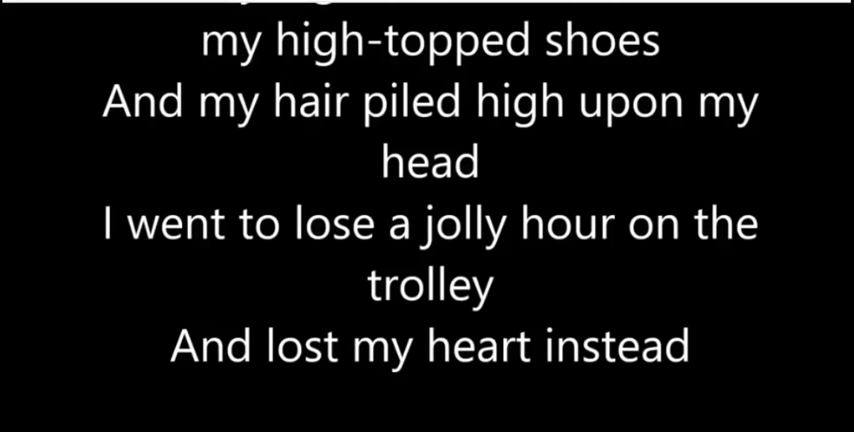 my high-topped shoes
And my hair piled high upon my
head
I went to lose a jolly hour on the
trolley
And lost my heart instead